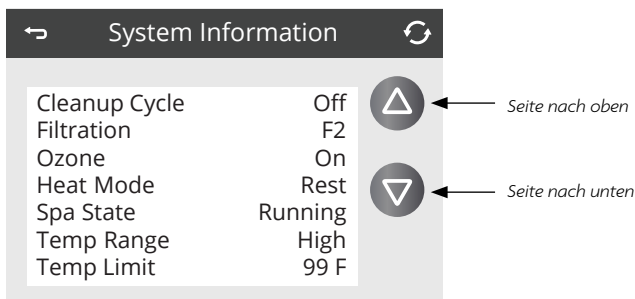 System Information
Cleanup Cycle Off
Filtration F2
Ozone On
Heat Mode Rest
Spa State Running
Temp Range High
Temp Limit 99 F
Seite nach oben
Seite nach unten